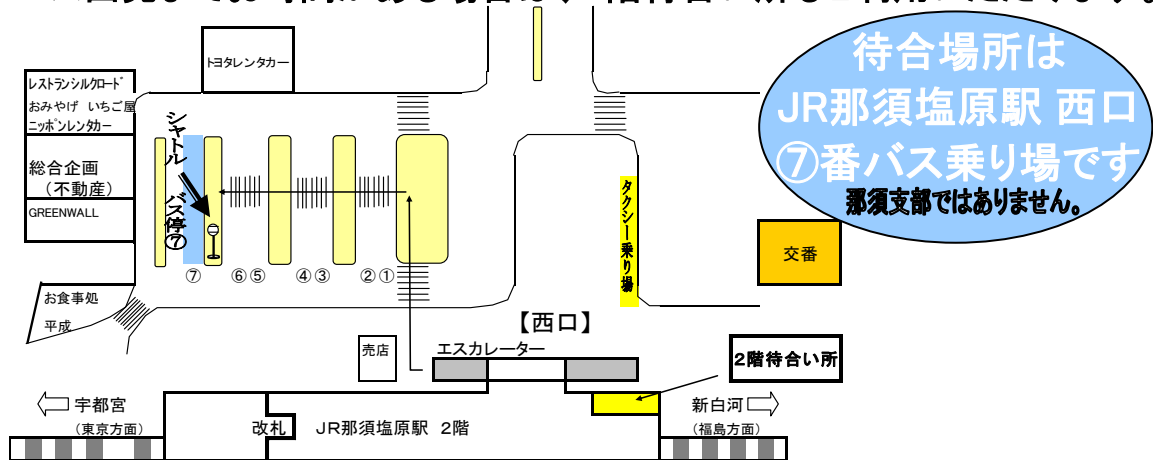 待合場所は
JR那須塩原駅 西口
⑦番バス乗り場です
那須支部ではありません。
トヨタレンタカー
レストランシルクロード
おみやげ いちご屋
ニッポンレンタカー
総合企画
（不動産）
GREENWALL
お食事処
平成
シャトル バス停⑦
⑦ ⑥⑤ ④③ ②①
タクシー乗り場
交番
【西口】
売店
エスカレーター
2階待合い所
宇都宮
（東京方面）
改札
JR那須塩原駅 2階
新白河
（福島方面）